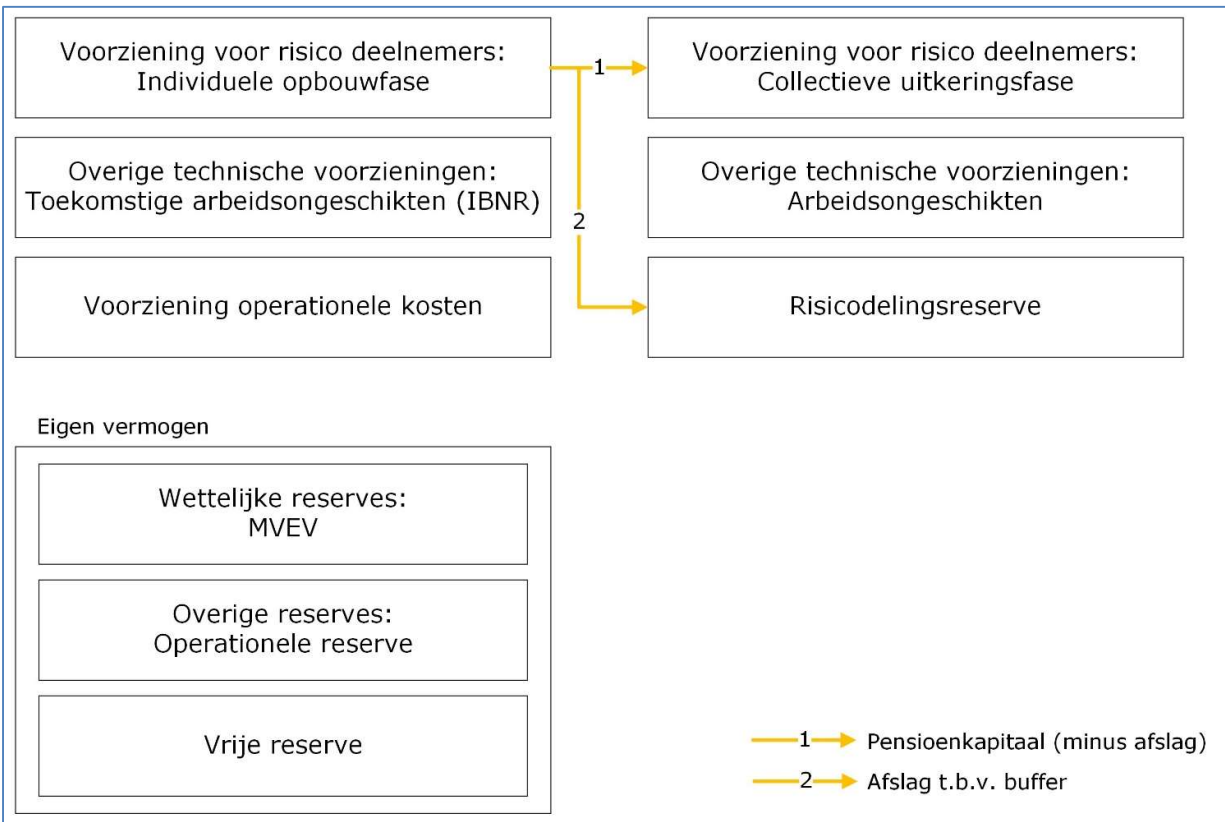 Voorziening voor risico deelnemers:
Individuele opbouwfase
1
Voorziening voor risico deelnemers:
Collectieve uitkeringsfase
Overige technische voorzieningen:
Toekomstige arbeidsongeschikten (IBNR)
2
Overige technische voorzieningen:
Arbeidsongeschikten
Voorziening operationele kosten
Risicodelingsreserve
Eigen vermogen
Wettelijke reserves:
MVEV
Overige reserves:
Operationele reserve
Vrije reserve
1 Pensioenkapitaal (minus afslag)
2 Afslag t.b.v. buffer